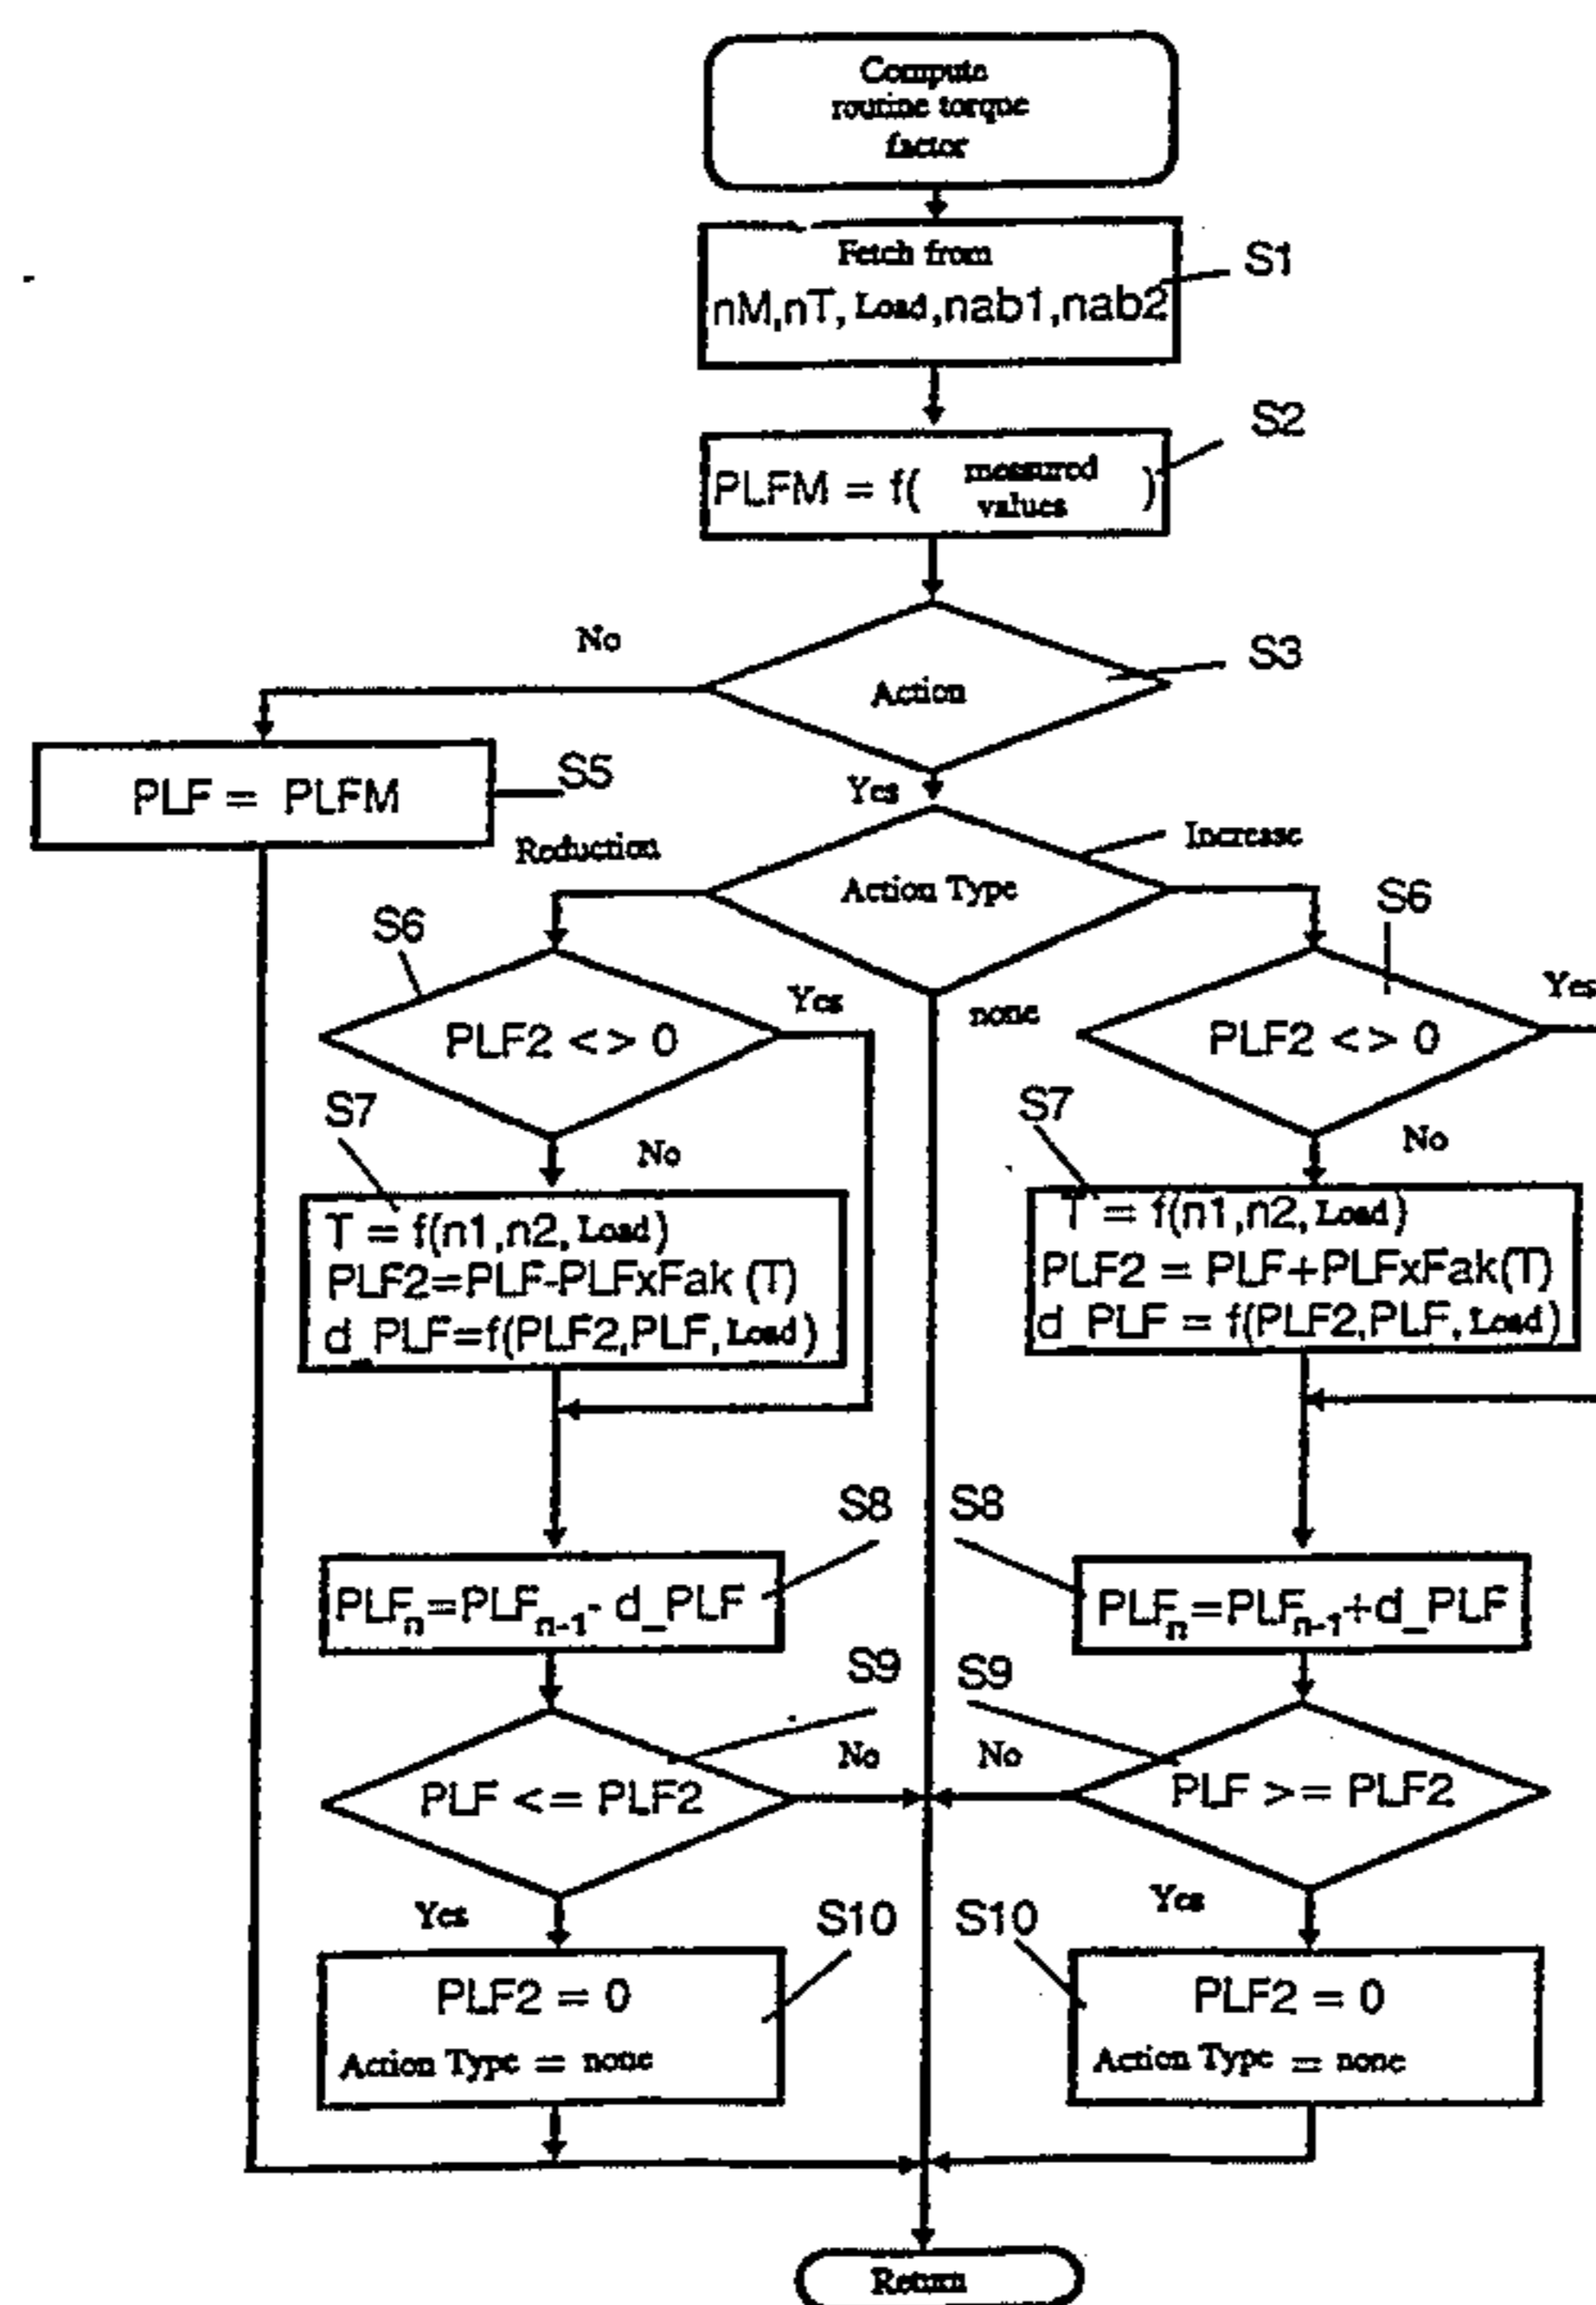 Compute
routine torque
factor
Fetch from
nM,nT, Load,nab1,nab2
S1
S2
PLFM = f( measured values )
No
S3
Action
S5
PLF = PLFM
Yes
Reduction
Increase
Action Type
S6
S6
Yes
none
Yes
PLF2 <> 0
PLF2 <> 0
S7
No
S7
No
T = f(n1,n2, Load)
PLF2=PLF-PLFxFak (T)
d_PLF=f(PLF2,PLF, Load)
T = f(n1,n2, Load)
PLF2 = PLF+PLFxFak(T)
d_PLF = f(PLF2,PLF, Load)
S8
S8
PLFn=PLFn-1- d_PLF
PLFn=PLFn-1+d_PLF
S9
S9
No
No
PLF <= PLF2
PLF >= PLF2
Yes
Yes
S10
S10
PLF2 = 0
Action Type = none
PLF2 = 0
Action Type = none
Return